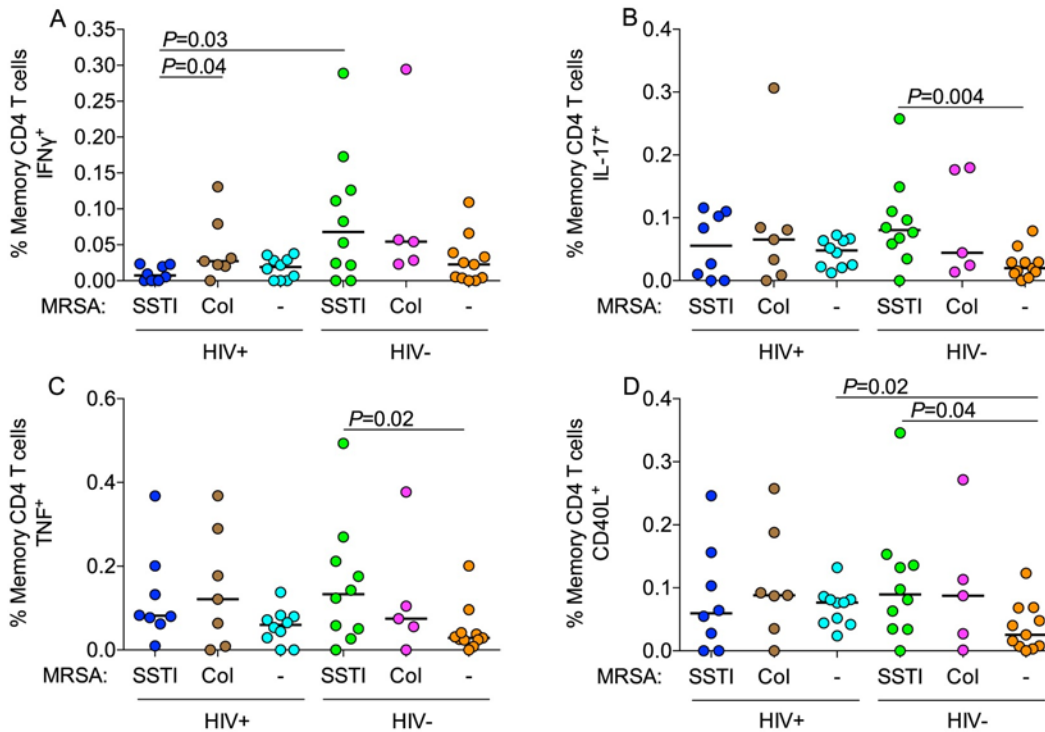 A
% Memory CD4 T cells
IFNγ+
0.35
0.30
0.25
0.20
0.15
0.10
0.05
0.00
P=0.03
P=0.04
MRSA: SSTI Col - SSTI Col -
HIV+ HIV-
B
% Memory CD4 T cells
IL-17+
0.4
0.3
0.2
0.1
0.0
P=0.004
MRSA: SSTI Col - SSTI Col -
HIV+ HIV-
C
% Memory CD4 T cells
TNF+
0.6
0.4
0.2
0.0
P=0.02
MRSA: SSTI Col - SSTI Col -
HIV+ HIV-
D
% Memory CD4 T cells
CD40L+
0.4
0.3
0.2
0.1
0.0
P=0.02
P=0.04
MRSA: SSTI Col - SSTI Col -
HIV+ HIV-